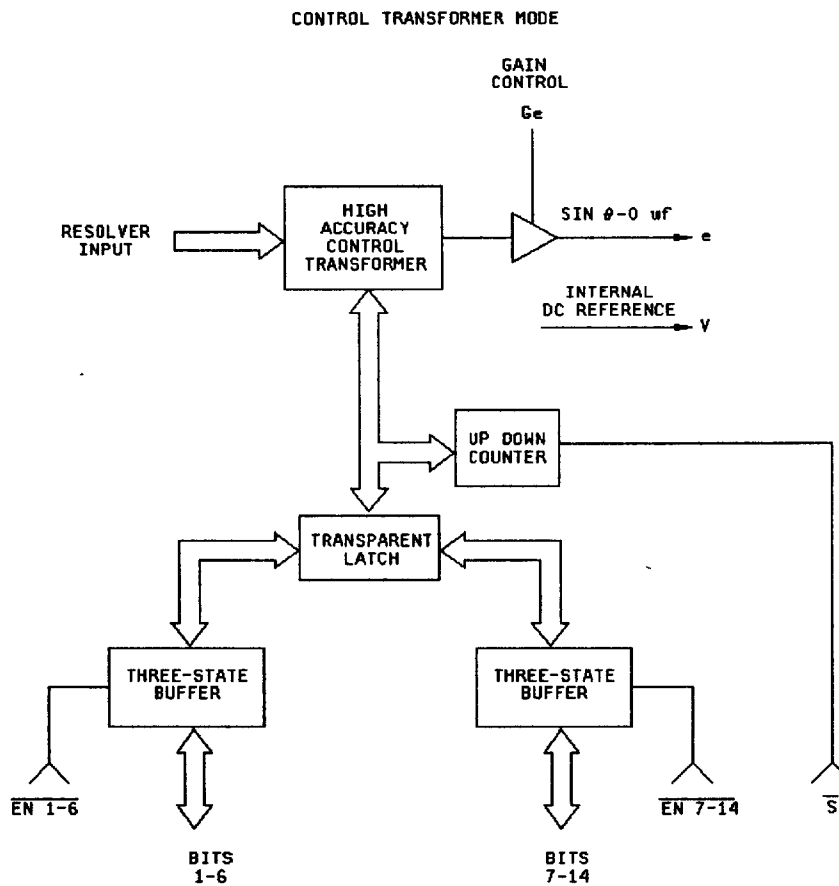 CONTROL TRANSFORMER MODE
GAIN
CONTROL
Ge
RESOLVER
INPUT
HIGH
ACCURACY
CONTROL
TRANSFORMER
SIN θ-0 wf
e
INTERNAL
DC REFERENCE
V
UP DOWN
COUNTER
TRANSPARENT
LATCH
THREE-STATE
BUFFER
THREE-STATE
BUFFER
EN 1-6
EN 7-14
S
BITS
1-6
BITS
7-14